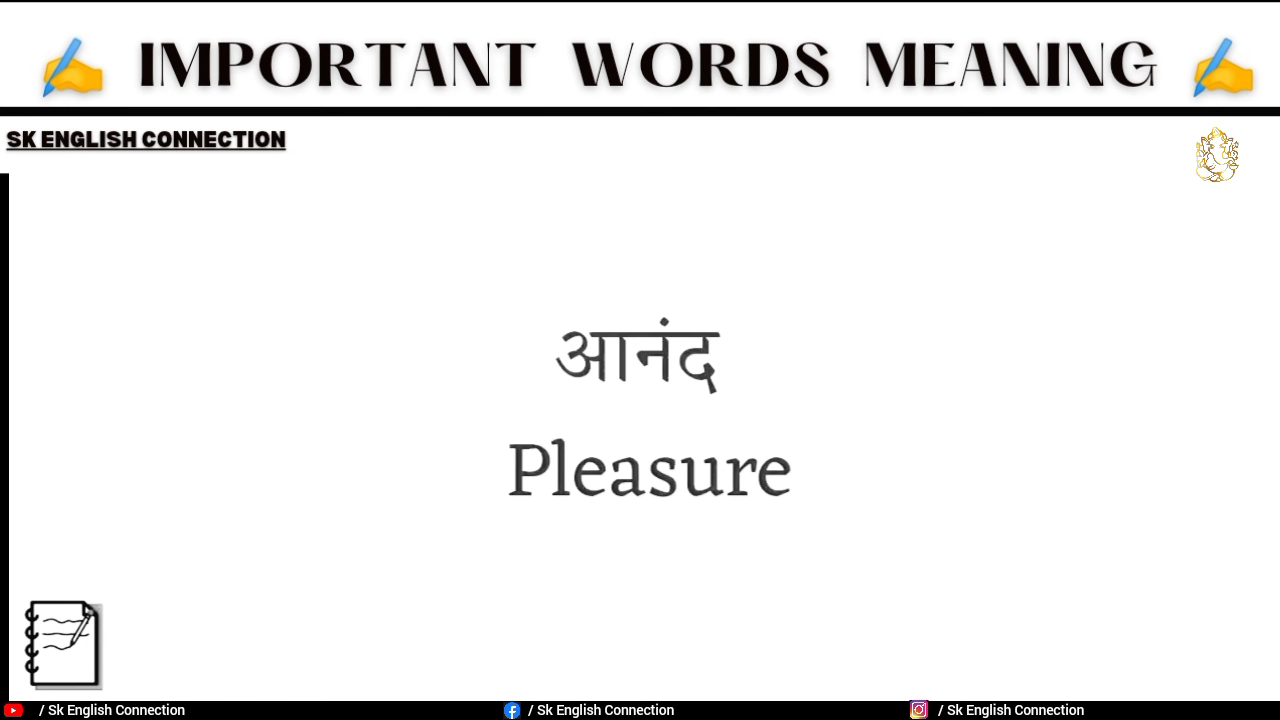 IMPORTANT WORDS MEANING
SK ENGLISH CONNECTION
आनंद
Pleasure
/ Sk English Connection
/ Sk English Connection
/ Sk English Connection